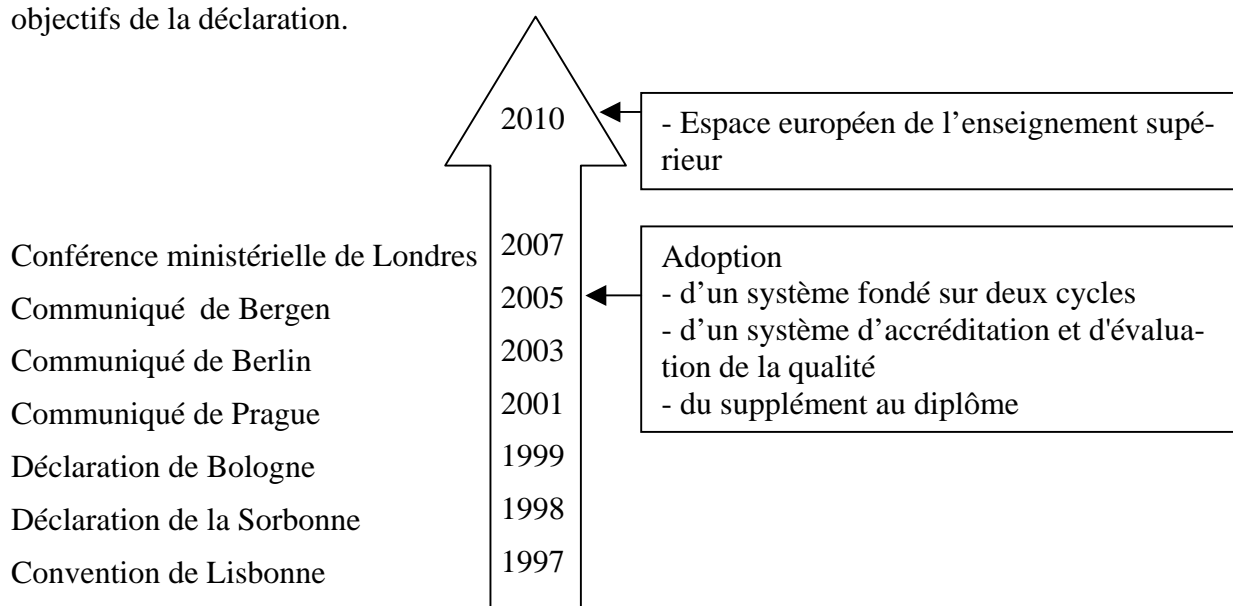 objectifs de la déclaration.
2010
- Espace européen de l’enseignement supé-
rieur
Conférence ministérielle de Londres 2007
Communiqué  de Bergen 2005
Adoption
- d’un système fondé sur deux cycles
- d’un système d’accréditation et d'évalua-
tion de la qualité
- du supplément au diplôme
Communiqué de Berlin 2003
Communiqué de Prague 2001
Déclaration de Bologne 1999
Déclaration de la Sorbonne 1998
Convention de Lisbonne 1997